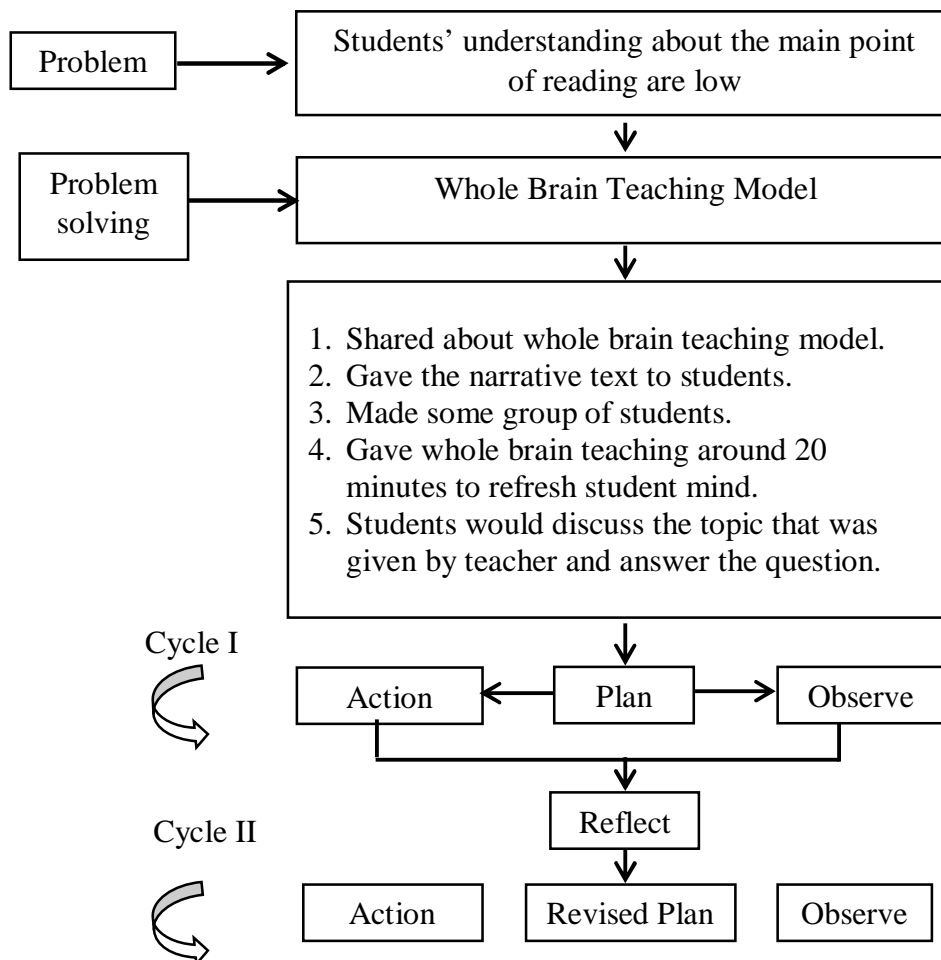 Problem
Students’ understanding about the main point
of reading are low
Problem
solving
Whole Brain Teaching Model
1. Shared about whole brain teaching model.
2. Gave the narrative text to students.
3. Made some group of students.
4. Gave whole brain teaching around 20
minutes to refresh student mind.
5. Students would discuss the topic that was
given by teacher and answer the question.
Cycle I
Action
Plan
Observe
Reflect
Cycle II
Action
Revised Plan
Observe